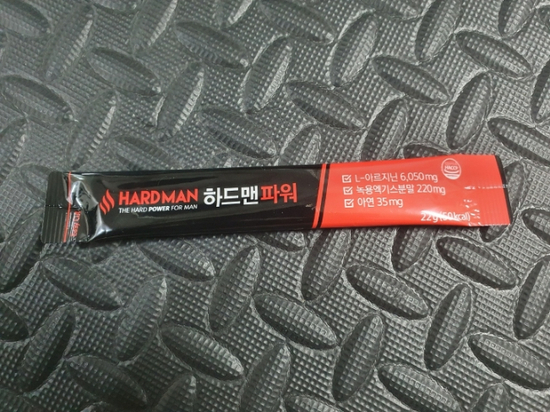 HARDMAN
THE HARD POWER FOR MAN
하드맨파워
L-아르지닌 6,050mg
녹용엑기스분말 220mg
아연 35mg
22g(50kcal)